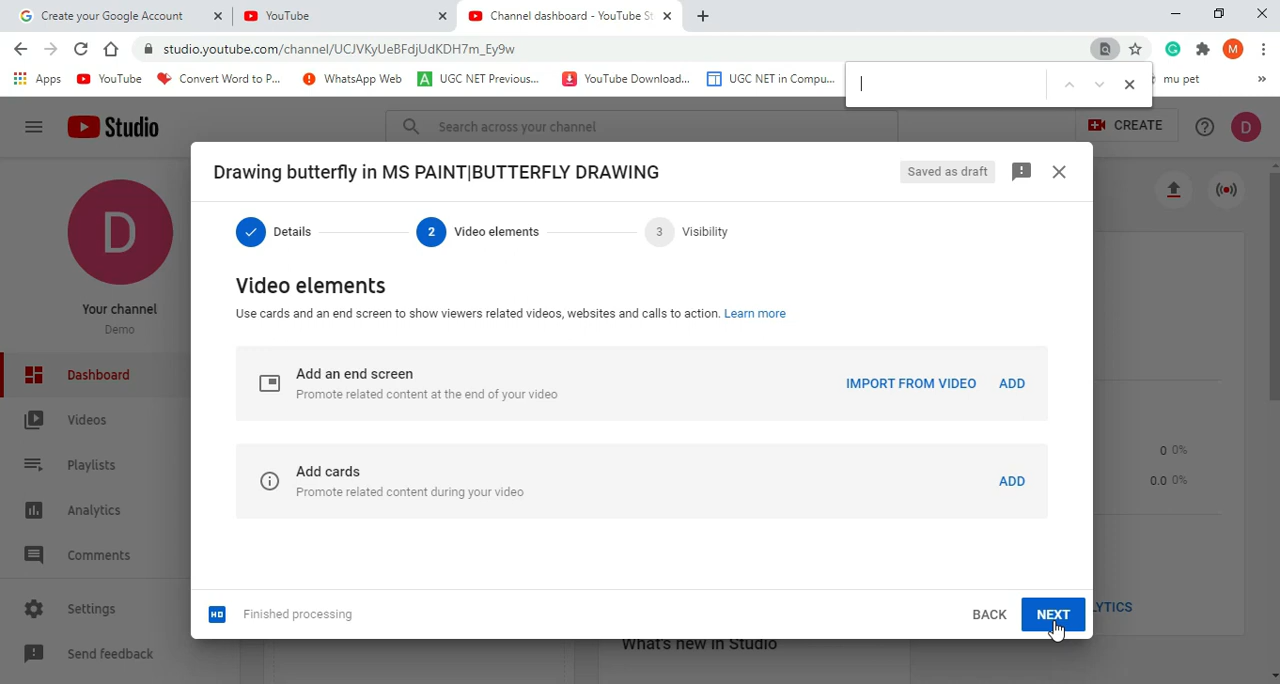 Create your Google Account
YouTube
Channel dashboard - YouTube St
studio.youtube.com/channel/UCJVKyUeBFdjUdKDH7m_Ey9w
M
Apps
YouTube
Convert Word to P...
WhatsApp Web
UGC NET Previous...
YouTube Download...
UGC NET in Compu...
mu pet
Studio
Search across your channel
CREATE
D
Drawing butterfly in MS PAINT|BUTTERFLY DRAWING
Saved as draft
Details
2
Video elements
3
Visibility
D
Your channel
Demo
Dashboard
Videos
Playlists
Analytics
Comments
Settings
Send feedback
Video elements
Use cards and an end screen to show viewers related videos, websites and calls to action. Learn more
Add an end screen
Promote related content at the end of your video
IMPORT FROM VIDEO
ADD
Add cards
Promote related content during your video
ADD
0 0%
0.0 0%
HD
Finished processing
BACK
NEXT
LYTICS
What's new in Studio